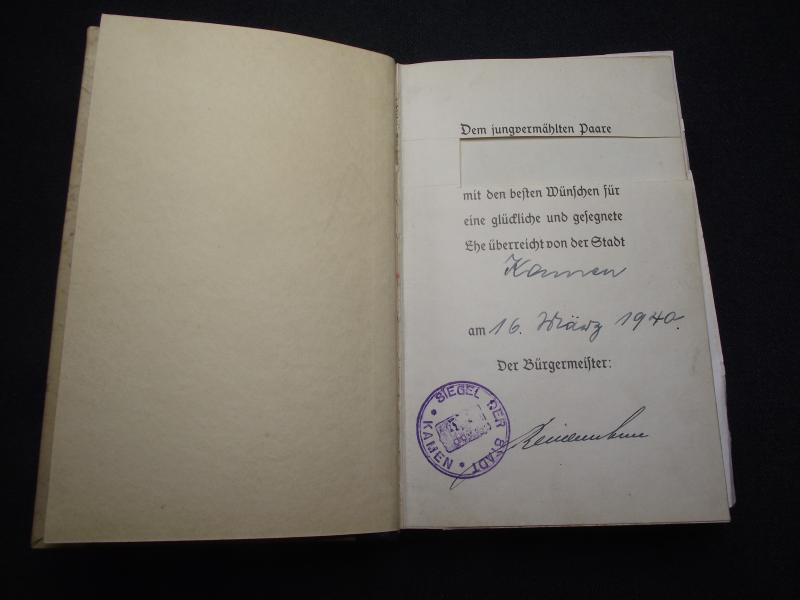 Dem jungvermählten Paare
mit den besten Wünschen für
eine glückliche und gesegnete
Ehe überreicht von der Stadt
Kamen
am 16. März 1940.
Der Bürgermeister:
SIEGEL DER STADT
• KAMEN •